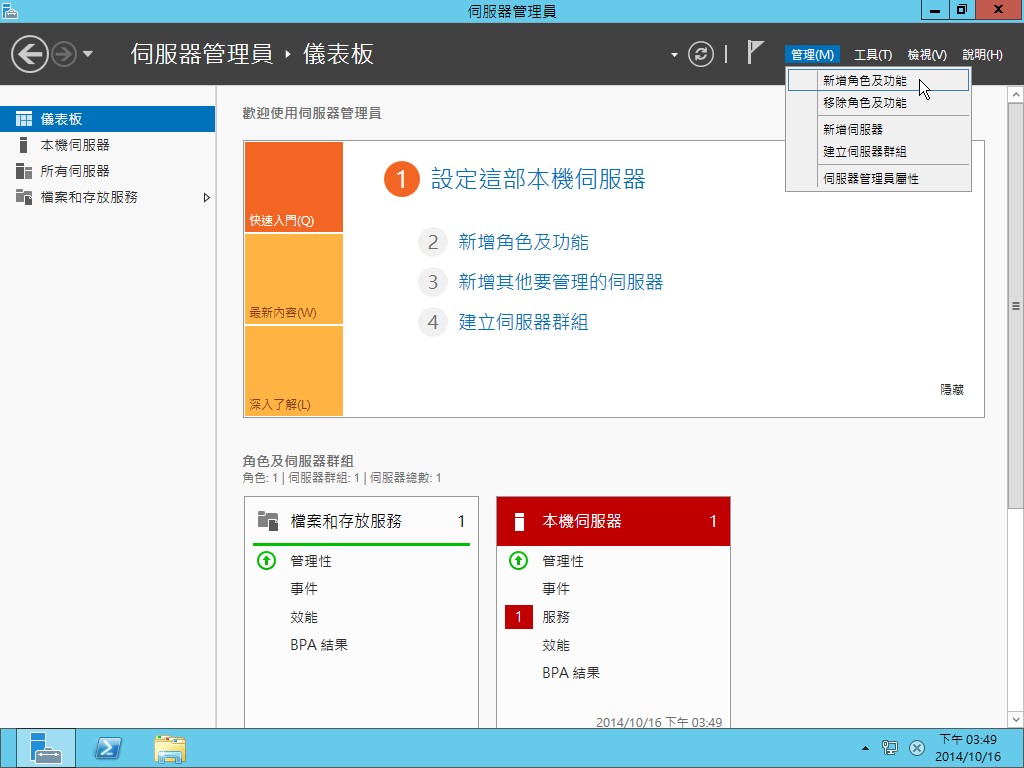 伺服器管理員
伺服器管理員 ‣ 儀表板
管理(M) 工具(T) 檢視(V) 說明(H)
新增角色及功能
移除角色及功能
新增伺服器
建立伺服器群組
伺服器管理員屬性
儀表板
本機伺服器
所有伺服器
檔案和存放服務
歡迎使用伺服器管理員
快速入門(Q)
最新內容(W)
深入了解(L)
1 設定這部本機伺服器
2 新增角色及功能
3 新增其他要管理的伺服器
4 建立伺服器群組
隱藏
角色及伺服器群組
角色: 1 | 伺服器群組: 1 | 伺服器總數: 1
檔案和存放服務 1
管理性
事件
效能
BPA 結果
本機伺服器 1
管理性
事件
1 服務
效能
BPA 結果
2014/10/16 下午 03:49
下午 03:49
2014/10/16